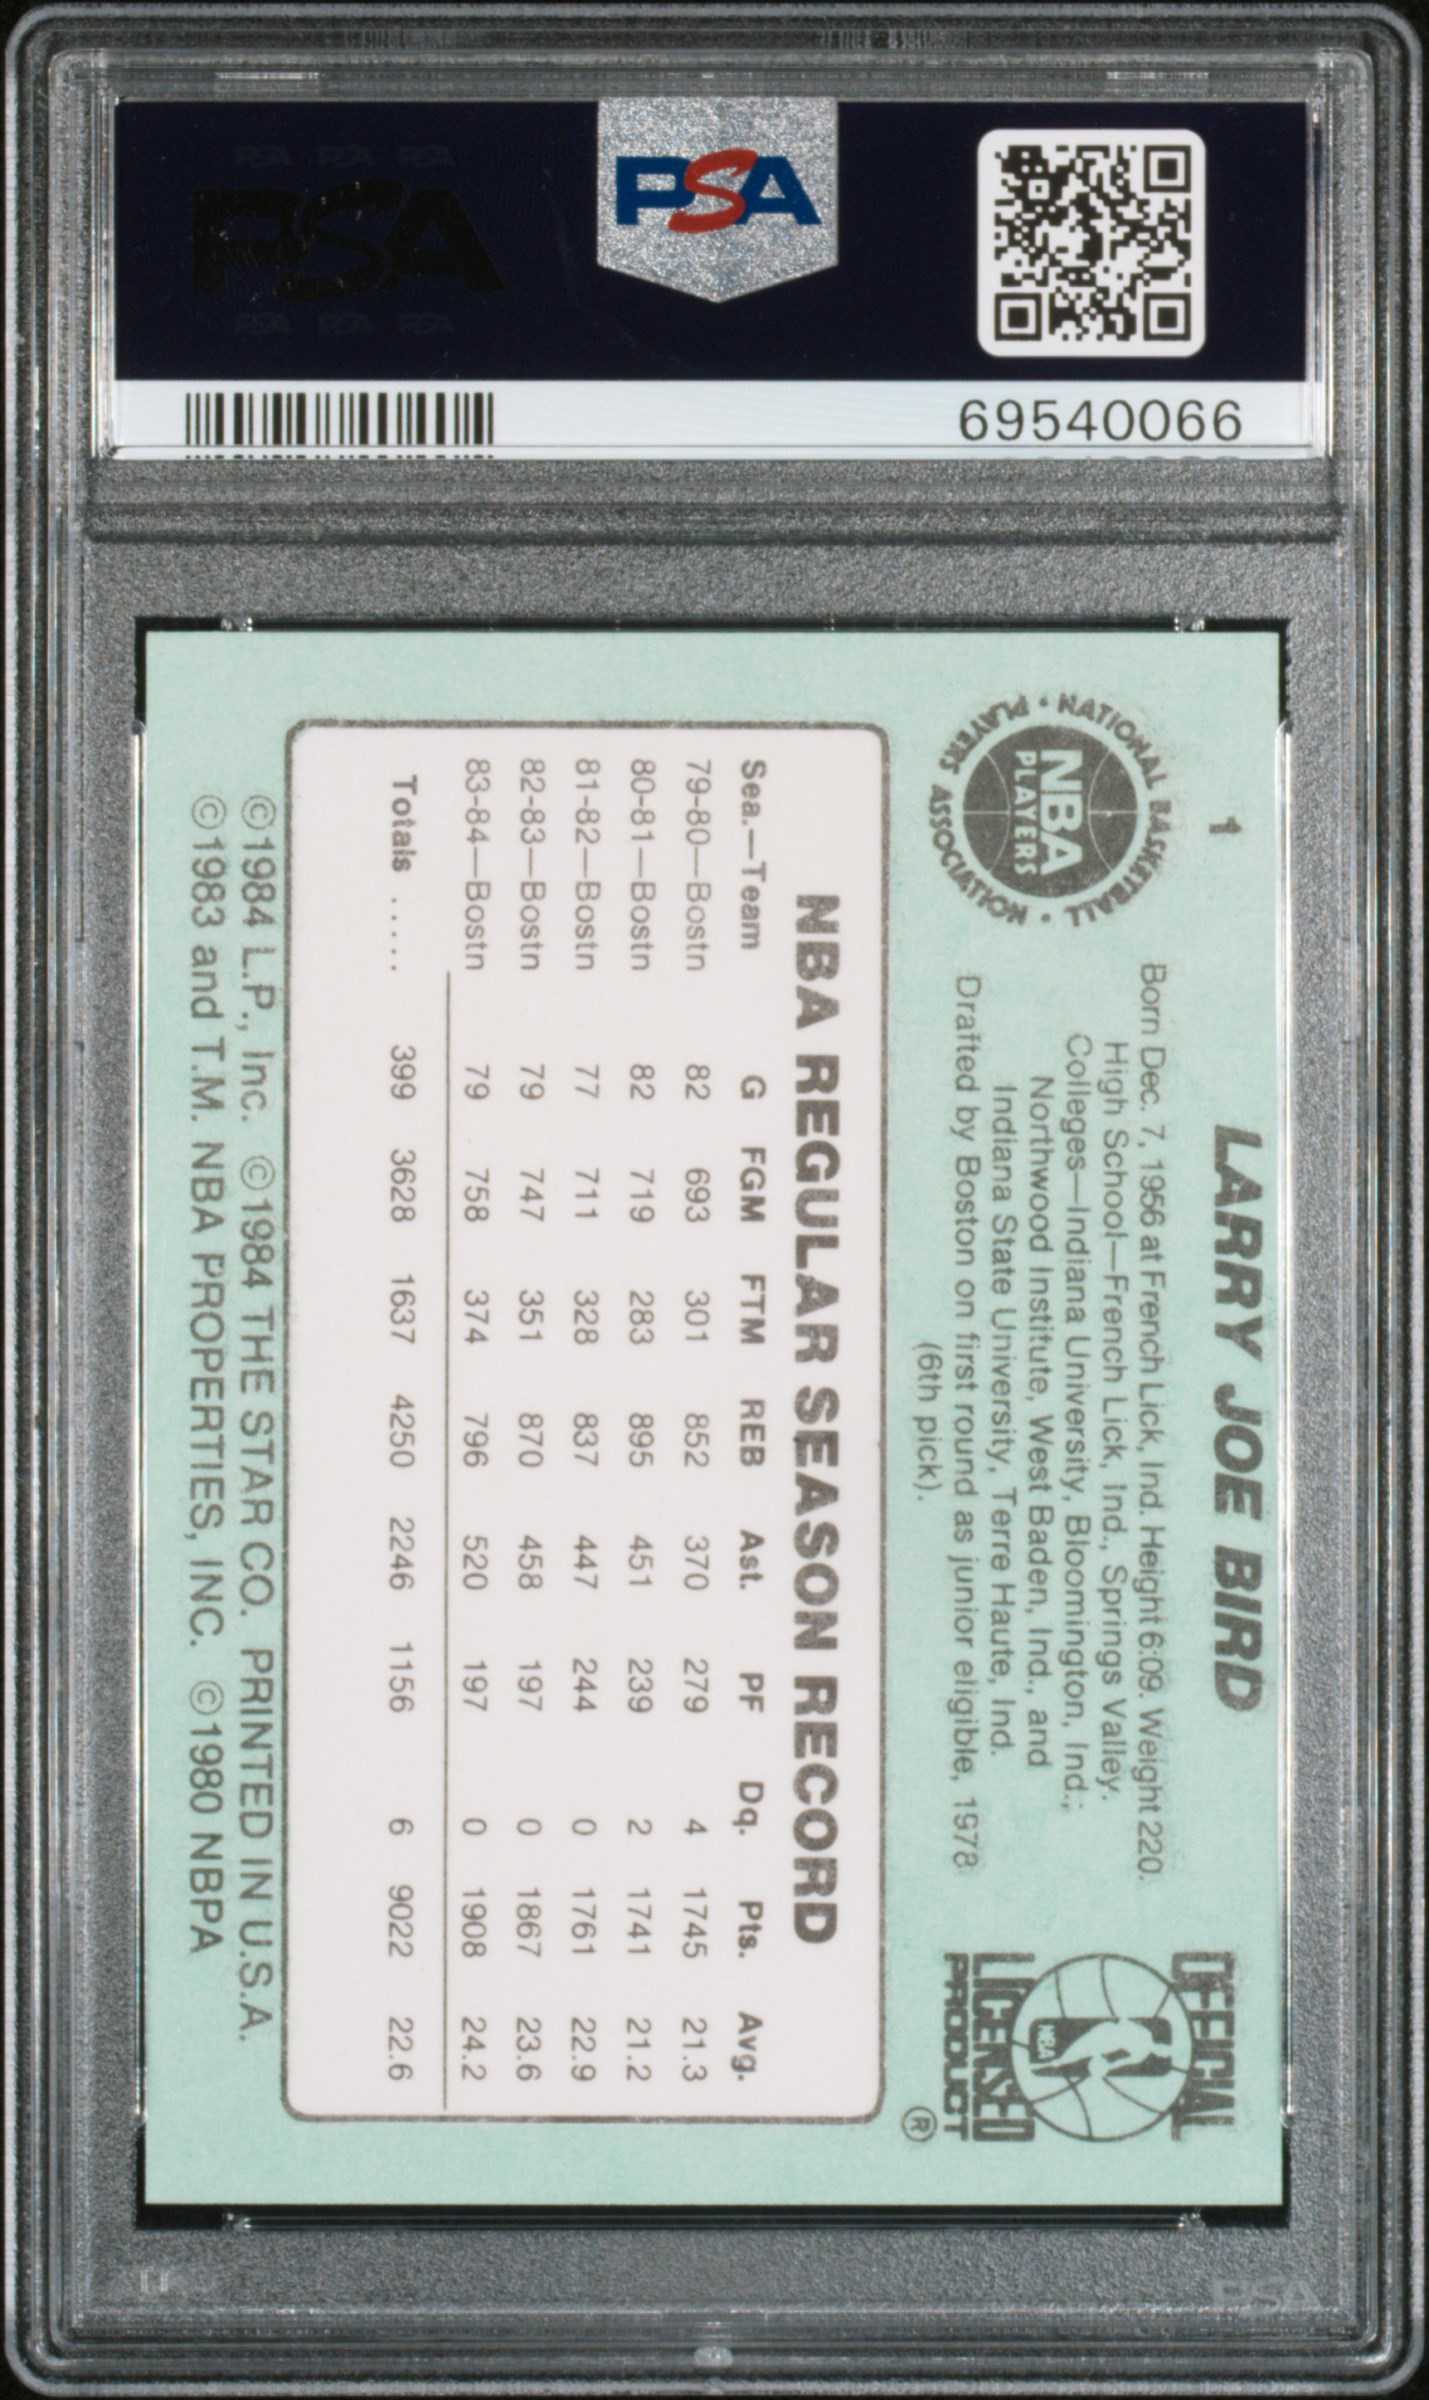 PSA PSA PSA
PSA
PSA PSA PSA
PSA
69540066
1
LARRY JOE BIRD
NATIONAL BASKETBALL PLAYERS ASSOCIATION
NBA
PLAYERS
Born Dec. 7, 1956 at French Lick, Ind. Height 6:09. Weight 220.
High School—French Lick, Ind., Springs Valley.
Colleges—Indiana University, Bloomington, Ind.;
Northwood Institute, West Baden, Ind., and
Indiana State University, Terre Haute, Ind.
Drafted by Boston on first round as junior eligible, 1978
(6th pick).
OFFICIAL
NBA
LICENSED
PRODUCT
®
NBA REGULAR SEASON RECORD
Sea.—Team G FGM FTM REB Ast. PF Dq. Pts. Avg.
79-80—Bostn 82 693 301 852 370 279 4 1745 21.3
80-81—Bostn 82 719 283 895 451 239 2 1741 21.2
81-82—Bostn 77 711 328 837 447 244 0 1761 22.9
82-83—Bostn 79 747 351 870 458 197 0 1867 23.6
83-84—Bostn 79 758 374 796 520 197 0 1908 24.2
Totals ..... 399 3628 1637 4250 2246 1156 6 9022 22.6
©1984 L.P., Inc. ©1984 THE STAR CO. PRINTED IN U.S.A.
©1983 and T.M. NBA PROPERTIES, INC. ©1980 NBPA
PSA